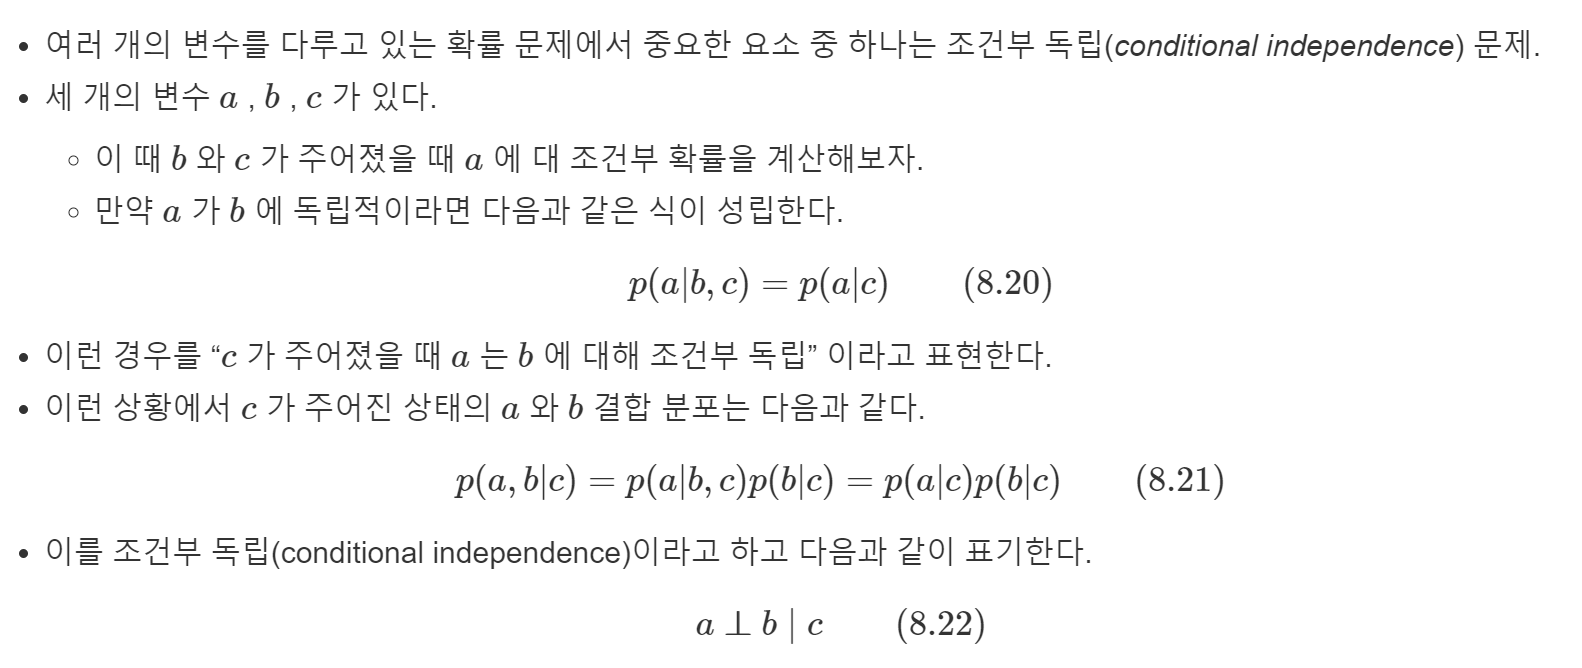 • 여러 개의 변수를 다루고 있는 확률 문제에서 중요한 요소 중 하나는 조건부 독립(conditional independence) 문제.
• 세 개의 변수 a , b , c 가 있다.
◦ 이 때 b 와 c 가 주어졌을 때 a 에 대 조건부 확률을 계산해보자.
◦ 만약 a 가 b 에 독립적이라면 다음과 같은 식이 성립한다.
p(a|b, c) = p(a|c) (8.20)
• 이런 경우를 “c 가 주어졌을 때 a 는 b 에 대해 조건부 독립” 이라고 표현한다.
• 이런 상황에서 c 가 주어진 상태의 a 와 b 결합 분포는 다음과 같다.
p(a, b|c) = p(a|b, c)p(b|c) = p(a|c)p(b|c) (8.21)
• 이를 조건부 독립(conditional independence)이라고 하고 다음과 같이 표기한다.
a ⊥ b | c (8.22)